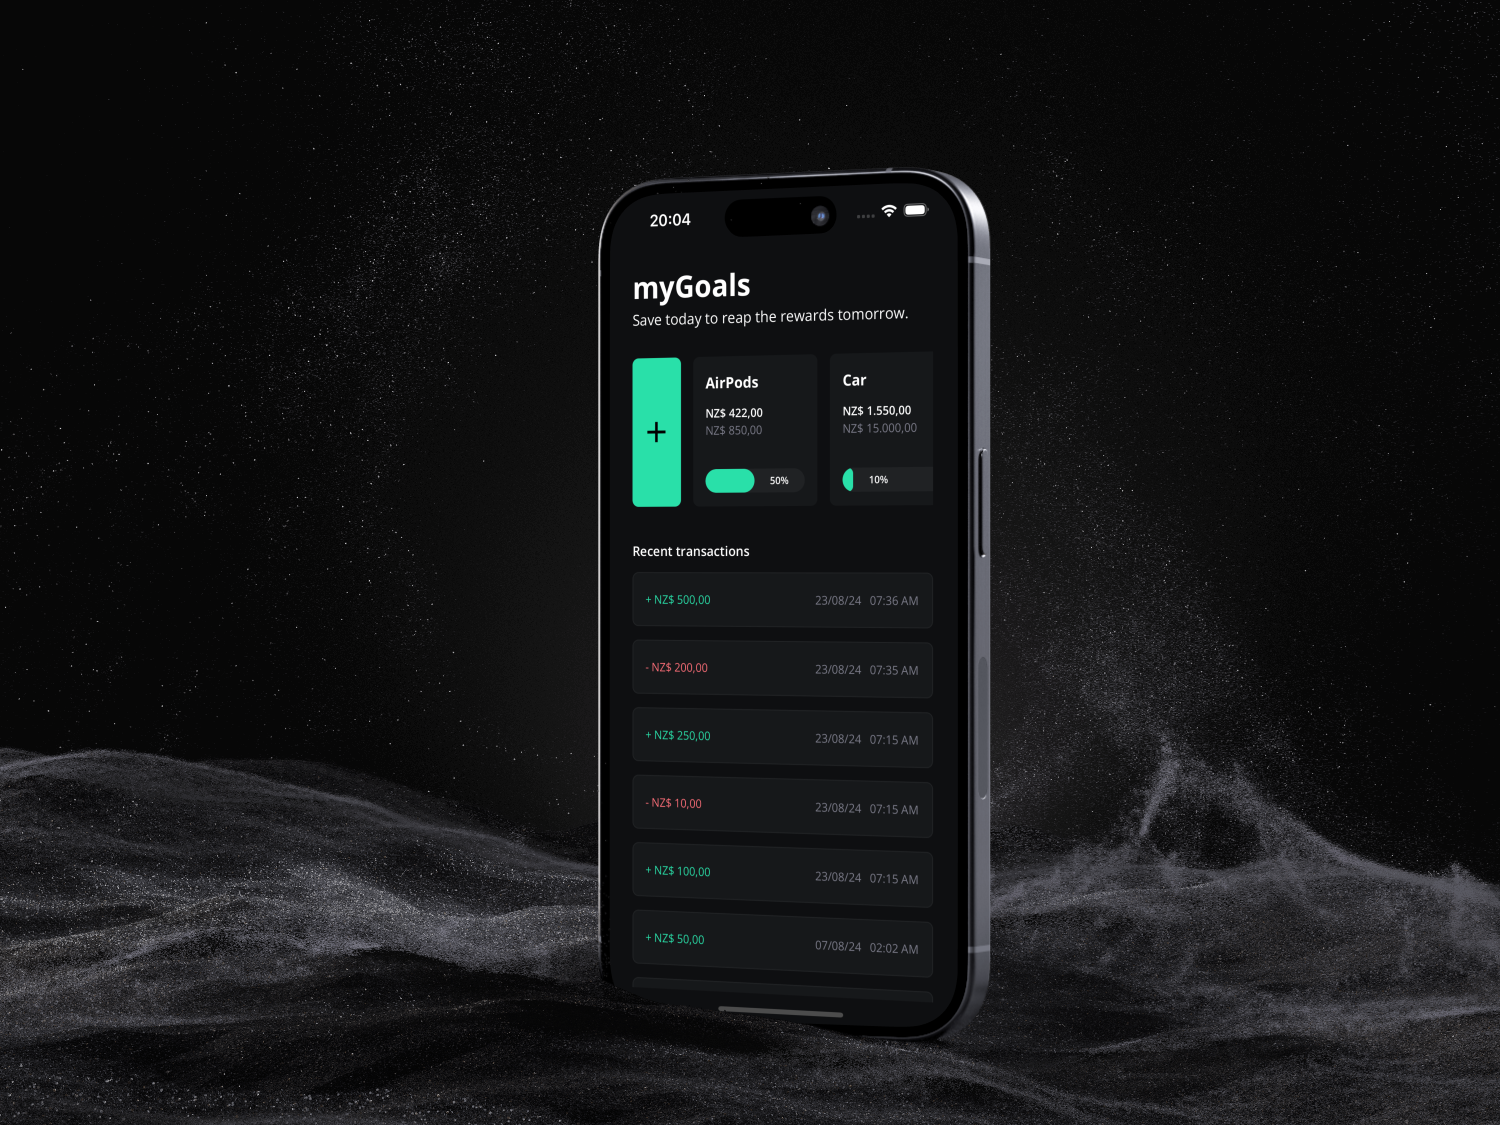 20:04
myGoals
Save today to reap the rewards tomorrow.
+
AirPods
NZ$ 422,00
NZ$ 850,00
50%
Car
NZ$ 1.550,00
NZ$ 15.000,00
10%
Recent transactions
+ NZ$ 500,00 23/08/24 07:36 AM
- NZ$ 200,00 23/08/24 07:35 AM
+ NZ$ 250,00 23/08/24 07:15 AM
- NZ$ 10,00 23/08/24 07:15 AM
+ NZ$ 100,00 23/08/24 07:15 AM
+ NZ$ 50,00 07/08/24 02:02 AM